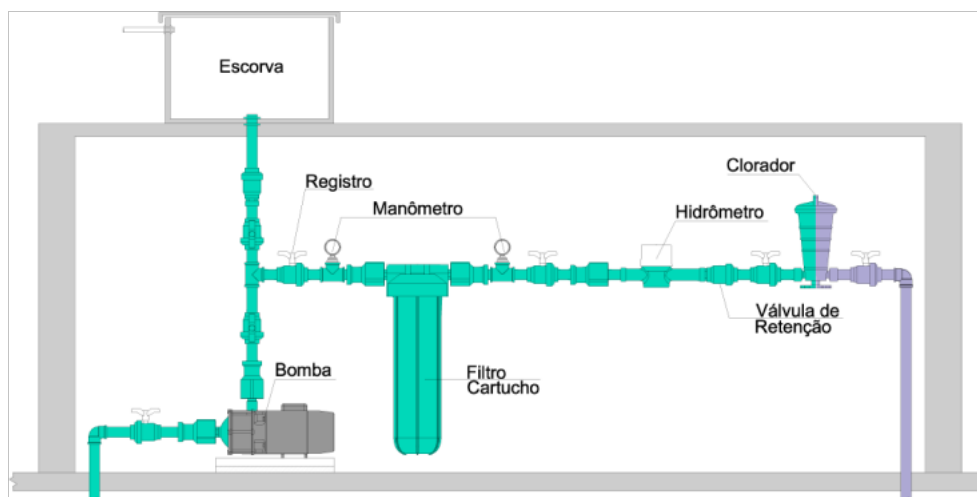 Escorva
Clorador
Registro
Manômetro
Hidrômetro
Válvula de
Retenção
Bomba
Filtro
Cartucho